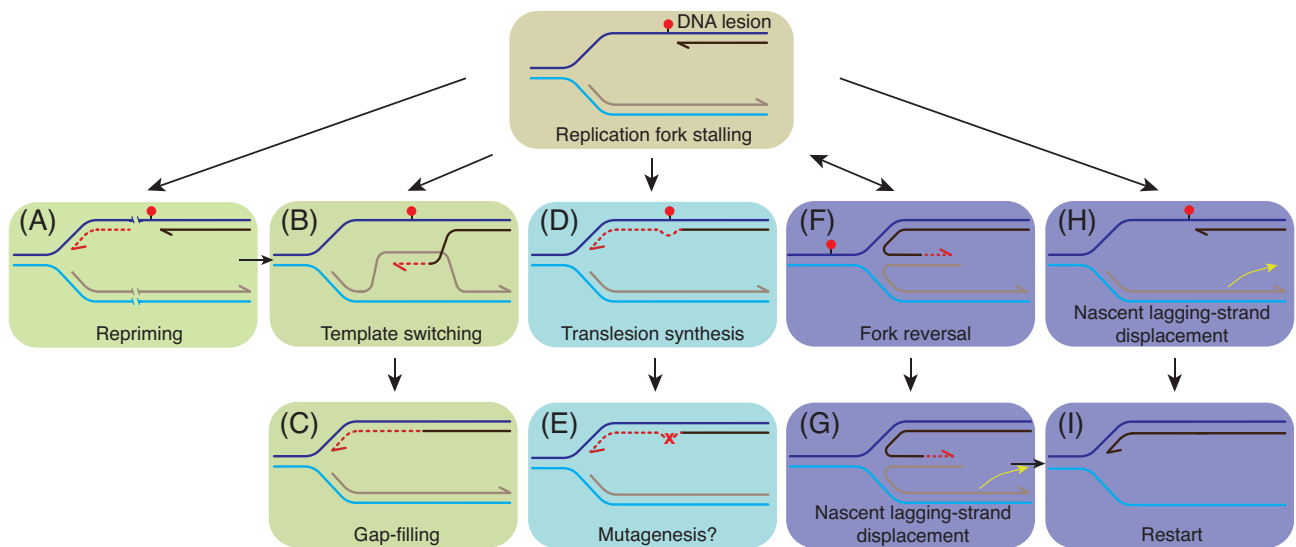 DNA lesion
Replication fork stalling
(A)
Repriming
(B)
Template switching
(D)
Translesion synthesis
(F)
Fork reversal
(H)
Nascent lagging-strand
displacement
(C)
Gap-filling
(E)
x
Mutagenesis?
(G)
Nascent lagging-strand
displacement
(I)
Restart